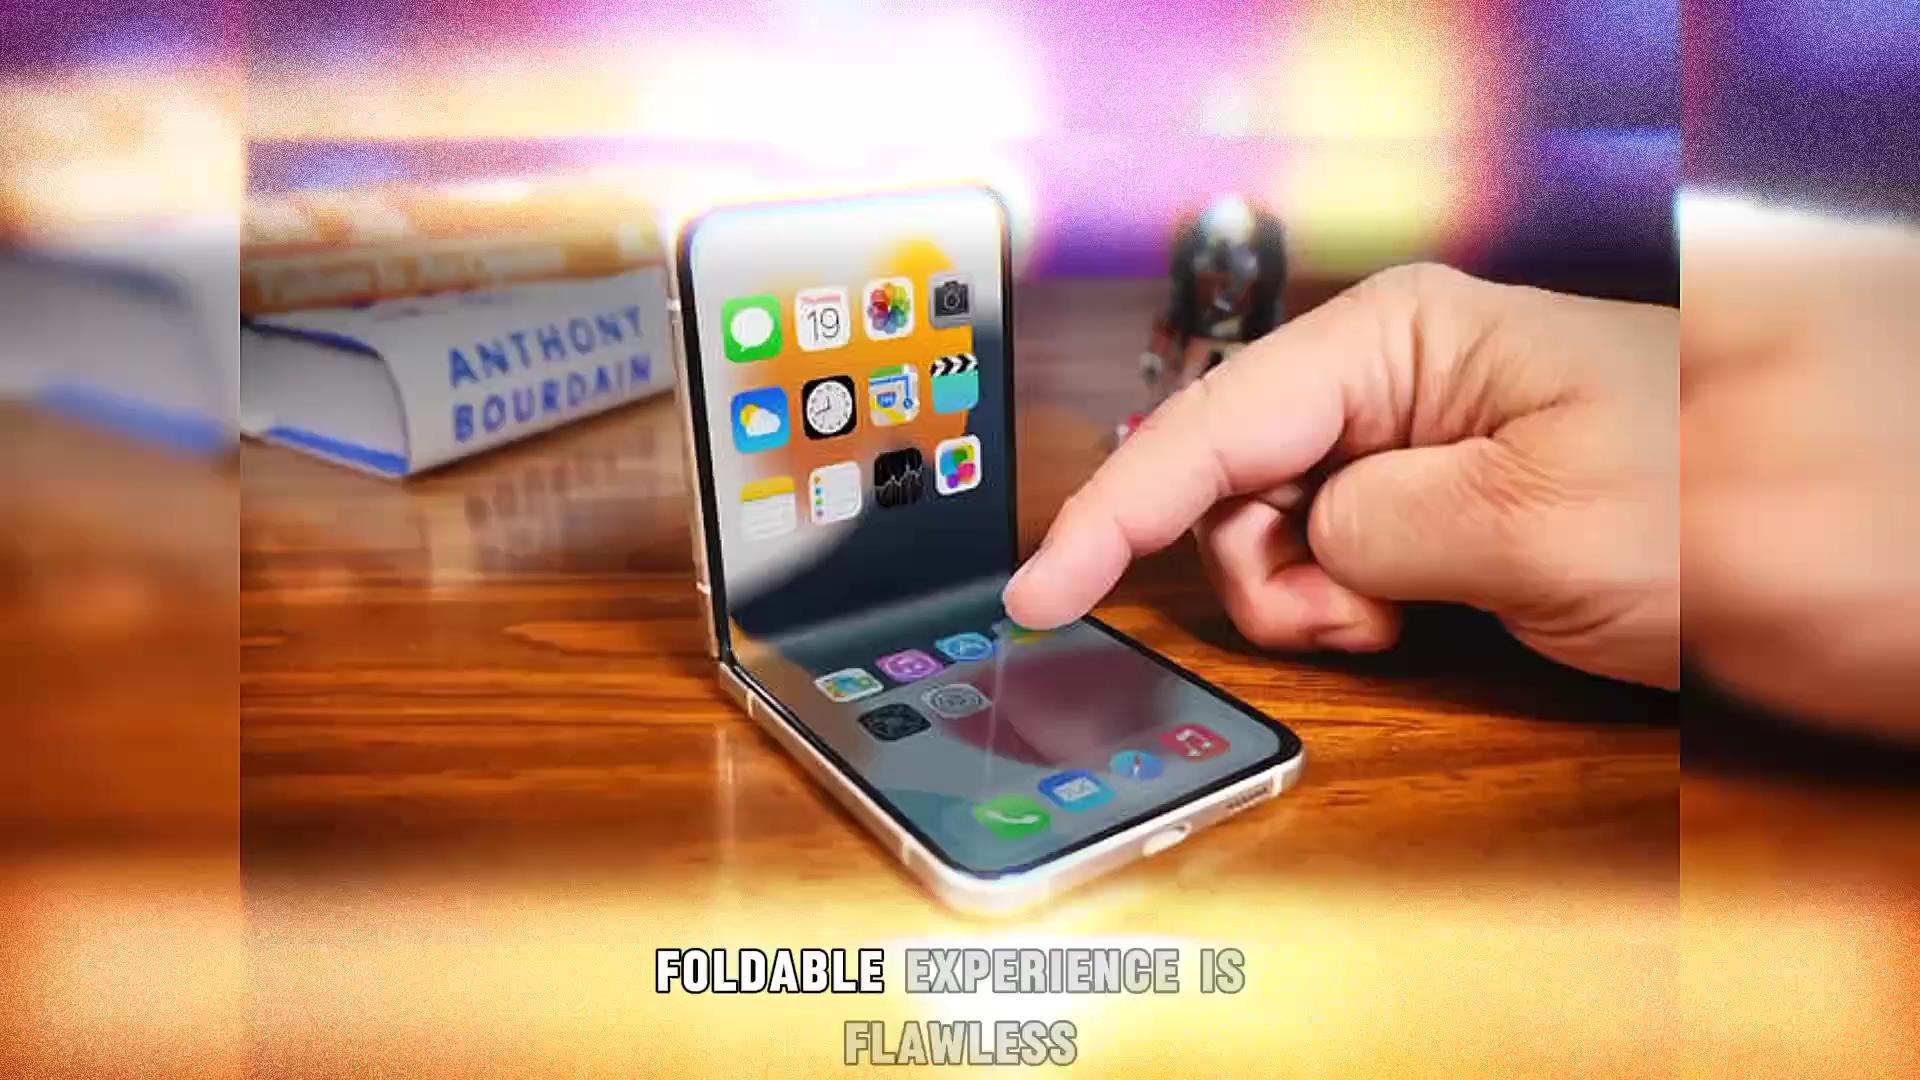 ANTHONY
BOURDAIN
19
FOLDABLE EXPERIENCE IS
FLAWLESS